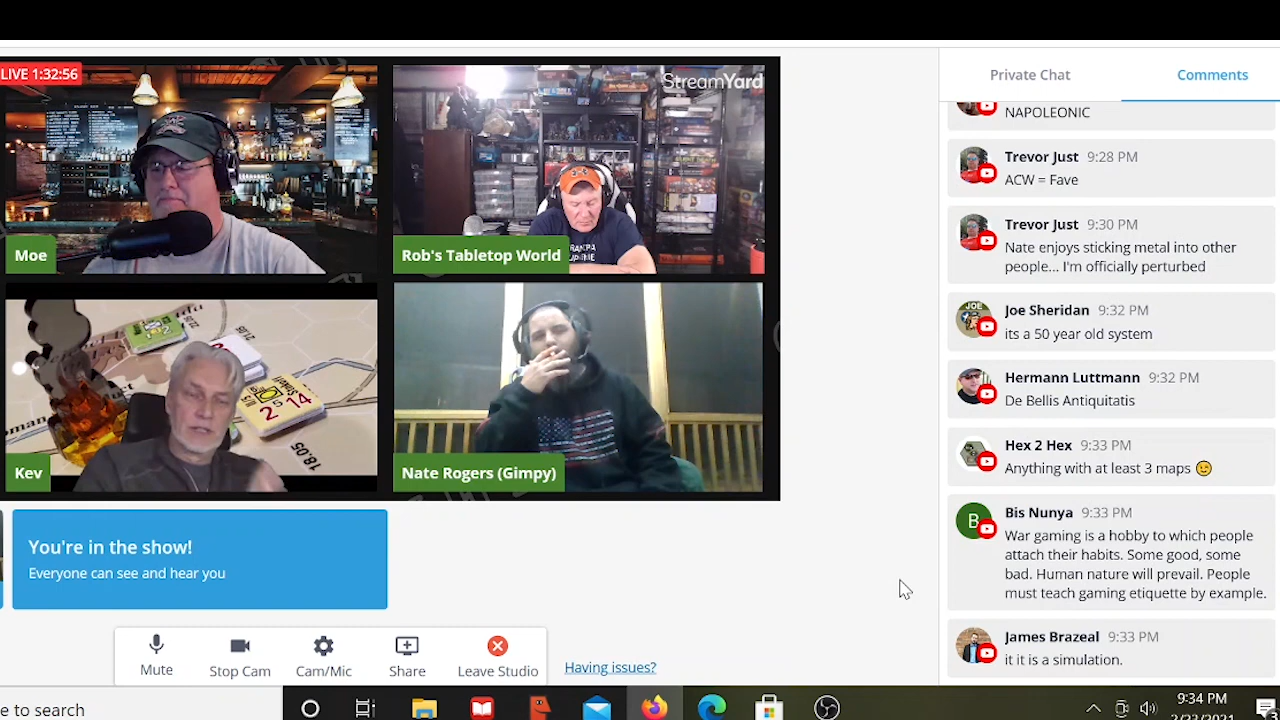 LIVE 1:32:56
StreamYard
Moe
Rob's Tabletop World
Kev
2 14
18.05
Nate Rogers (Gimpy)
You're in the show!
Everyone can see and hear you
Mute
Stop Cam
Cam/Mic
Share
Leave Studio
Having issues?
Private Chat
Comments
NAPOLEONIC
Trevor Just 9:28 PM
ACW = Fave
Trevor Just 9:30 PM
Nate enjoys sticking metal into other
people... I'm officially perturbed
Joe Sheridan 9:32 PM
its a 50 year old system
Hermann Luttmann 9:32 PM
De Bellis Antiquitatis
Hex 2 Hex 9:33 PM
Anything with at least 3 maps 😉
B
Bis Nunya 9:33 PM
War gaming is a hobby to which people
attach their habits. Some good, some
bad. Human nature will prevail. People
must teach gaming etiquette by example.
James Brazeal 9:33 PM
it it is a simulation.
e to search
9:34 PM